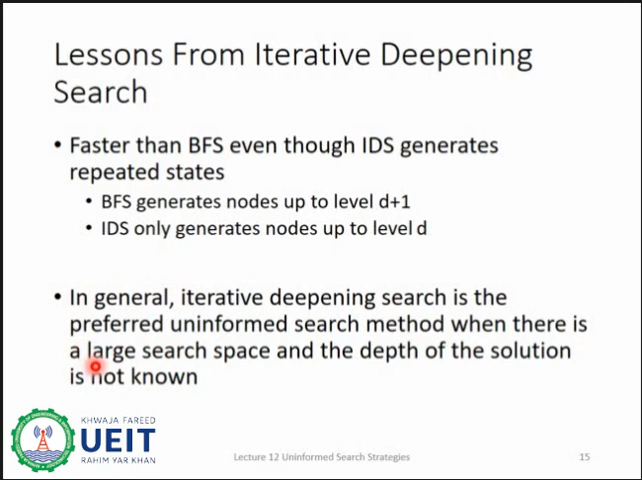 Lessons From Iterative Deepening
Search
• Faster than BFS even though IDS generates
repeated states
• BFS generates nodes up to level d+1
• IDS only generates nodes up to level d
• In general, iterative deepening search is the
preferred uninformed search method when there is
a large search space and the depth of the solution
is not known
KHWAJA FAREED
UEIT
RAHIM YAR KHAN
Lecture 12 Uninformed Search Strategies
15